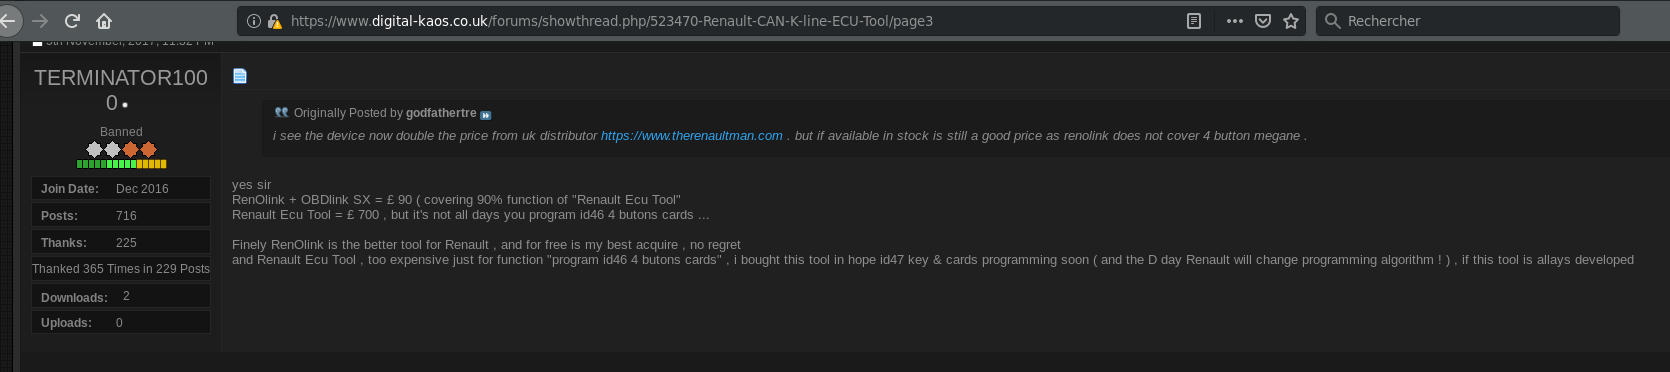 https://www.digital-kaos.co.uk/forums/showthread.php/523470-Renault-CAN-K-line-ECU-Tool/page3
Rechercher
5th November, 2017, 11:52 PM
TERMINATOR100
0
Banned
Join Date: Dec 2016
Posts: 716
Thanks: 225
Thanked 365 Times in 229 Posts
Downloads: 2
Uploads: 0
Originally Posted by godfathertre
i see the device now double the price from uk distributor https://www.therenaultman.com . but if available in stock is still a good price as renolink does not cover 4 button megane .
yes sir
RenOlink + OBDlink SX = £ 90 ( covering 90% function of "Renault Ecu Tool"
Renault Ecu Tool = £ 700 , but it's not all days you program id46 4 butons cards ...
Finely RenOlink is the better tool for Renault , and for free is my best acquire , no regret
and Renault Ecu Tool , too expensive just for function "program id46 4 butons cards" , i bought this tool in hope id47 key & cards programming soon ( and the D day Renault will change programming algorithm ! ) , if this tool is allays developed